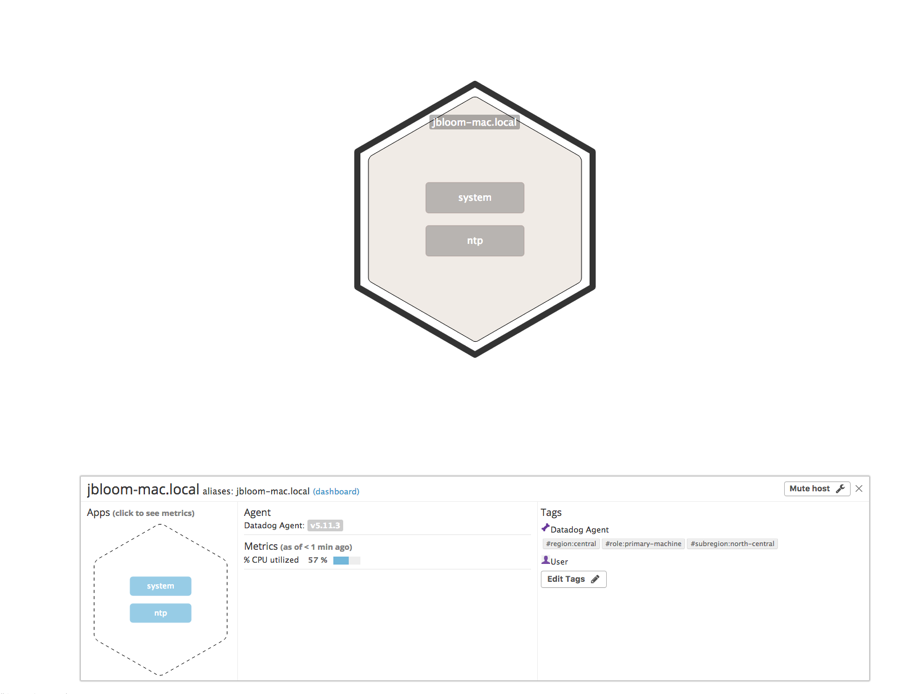 jbloom-mac.local
system
ntp
jbloom-mac.local aliases: jbloom-mac.local (dashboard)
Mute host
Apps (click to see metrics)
system
ntp
Agent
Datadog Agent: v5.11.3
Metrics (as of < 1 min ago)
% CPU utilized 57 %
Tags
Datadog Agent
#region:central #role:primary-machine #subregion:north-central
User
Edit Tags